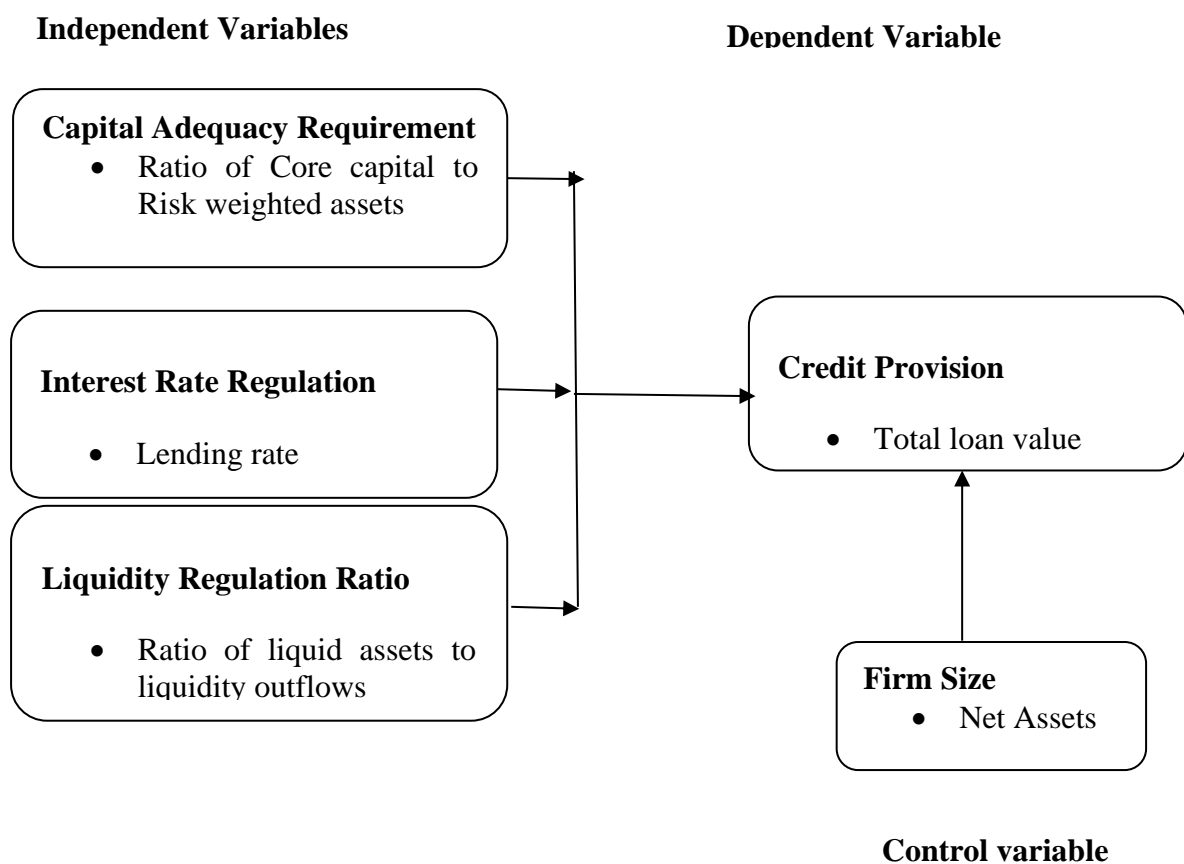 Independent Variables
Dependent Variable
Capital Adequacy Requirement
• Ratio of Core capital to
Risk weighted assets
Interest Rate Regulation
• Lending rate
Liquidity Regulation Ratio
• Ratio of liquid assets to
liquidity outflows
Credit Provision
• Total loan value
Firm Size
• Net Assets
Control variable